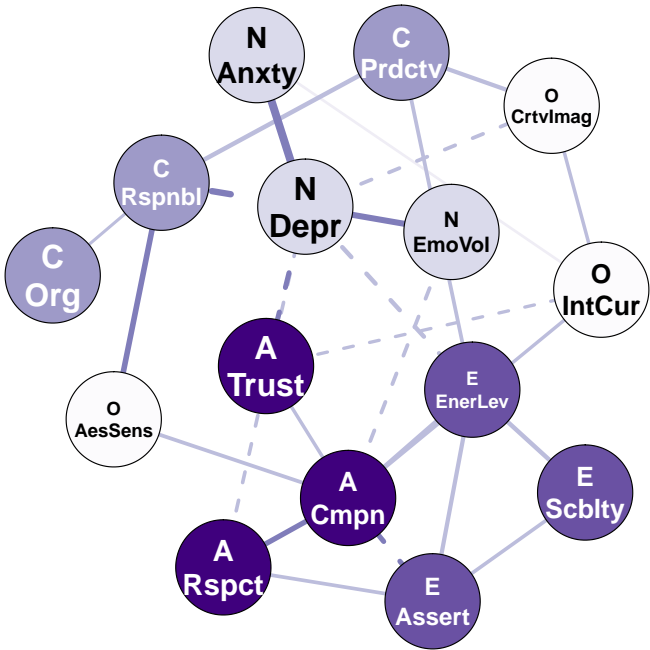 N
Anxty
C
Prdctv
O
CrtvImag
C
Rspnbl
N
Depr
N
EmoVol
C
Org
O
IntCur
A
Trust
E
EnerLev
O
AesSens
A
Cmpn
E
Scblty
A
Rspct
E
Assert